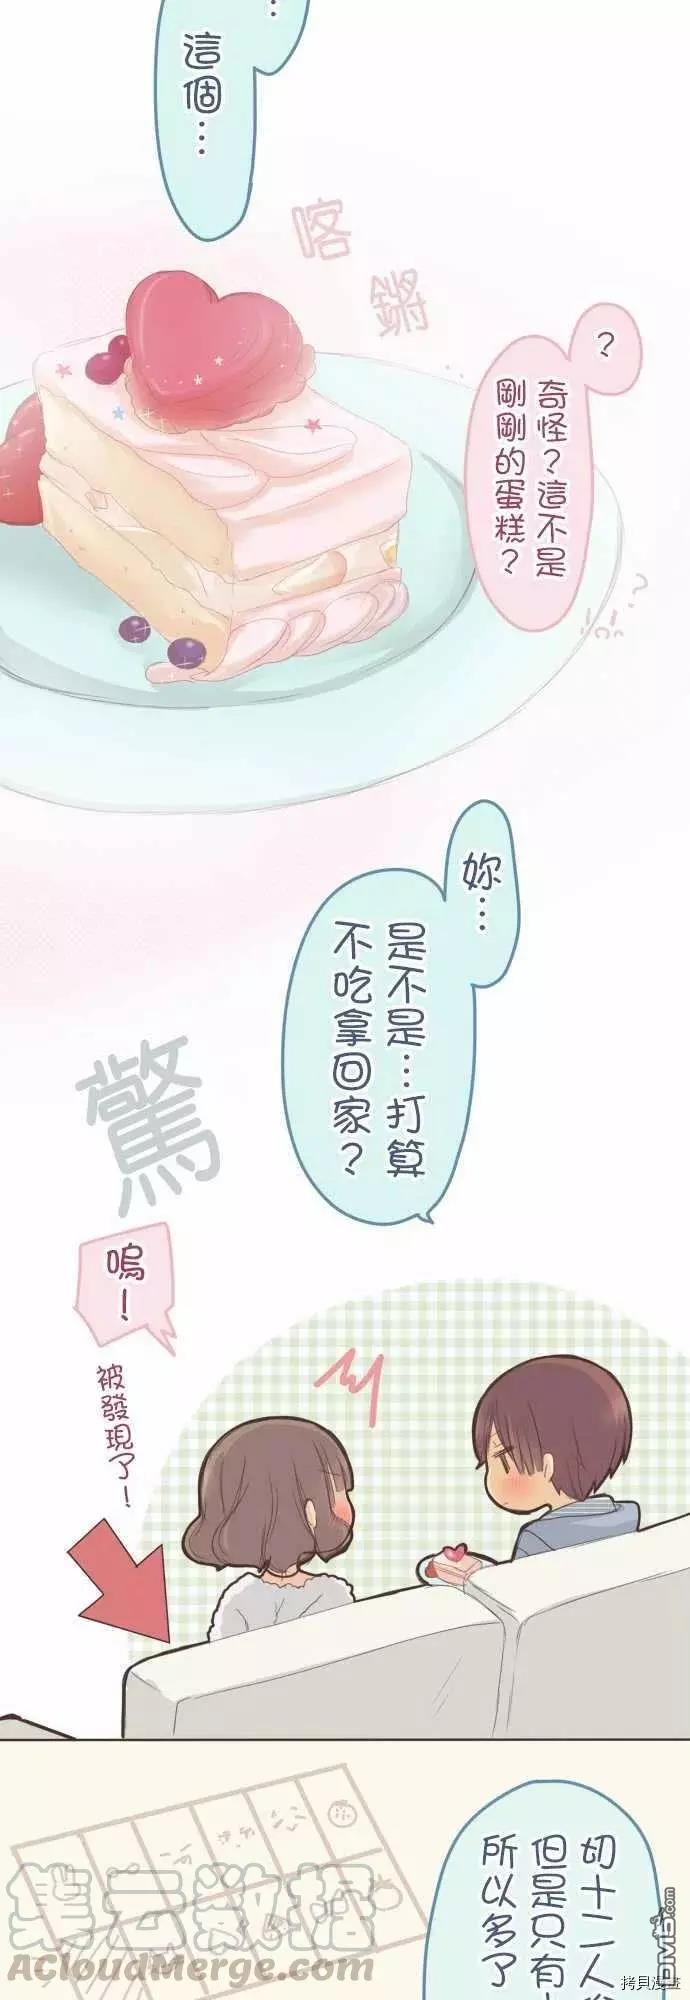 這個…
喀
鏘
？
奇怪？這不是
剛剛的蛋糕？
妳…
是不是…打算
不吃拿回家？
驚
嗚！
被發現了！
切十二人
但是只有
所以多了
集云数据
ACloudMerge.com
拷貝漫畫